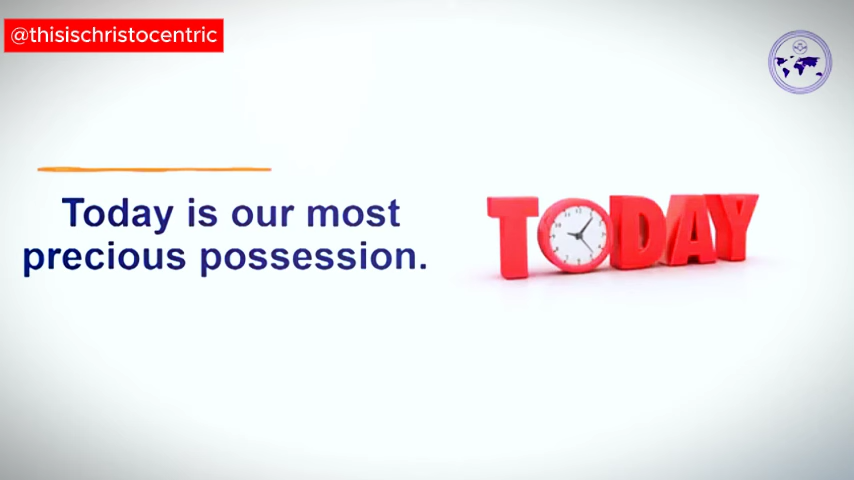 @thisischristocentric
Today is our most
precious possession.
TODAY